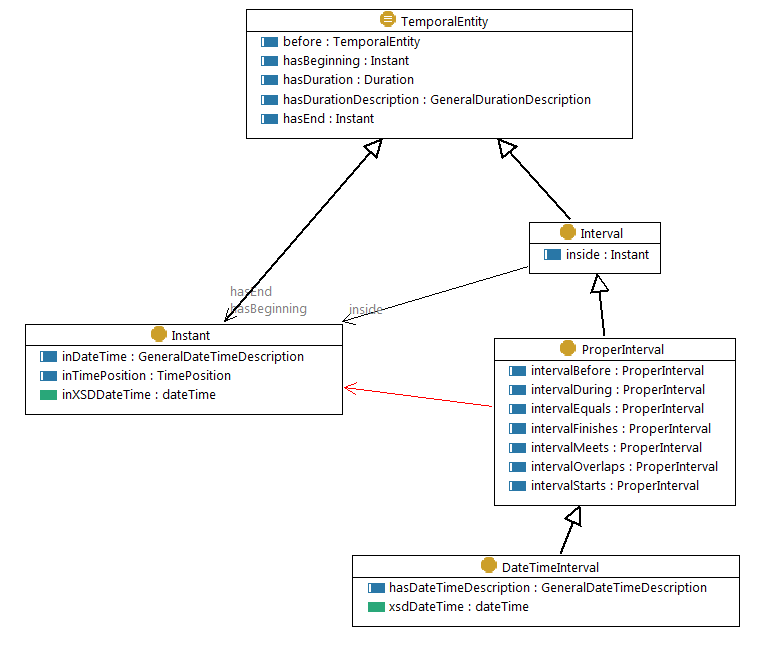 TemporalEntity
before : TemporalEntity
hasBeginning : Instant
hasDuration : Duration
hasDurationDescription : GeneralDurationDescription
hasEnd : Instant
Interval
inside : Instant
hasEnd
hasBeginning
inside
Instant
inDateTime : GeneralDateTimeDescription
inTimePosition : TimePosition
inXSDDateTime : dateTime
ProperInterval
intervalBefore : ProperInterval
intervalDuring : ProperInterval
intervalEquals : ProperInterval
intervalFinishes : ProperInterval
intervalMeets : ProperInterval
intervalOverlaps : ProperInterval
intervalStarts : ProperInterval
DateTimeInterval
hasDateTimeDescription : GeneralDateTimeDescription
xsdDateTime : dateTime